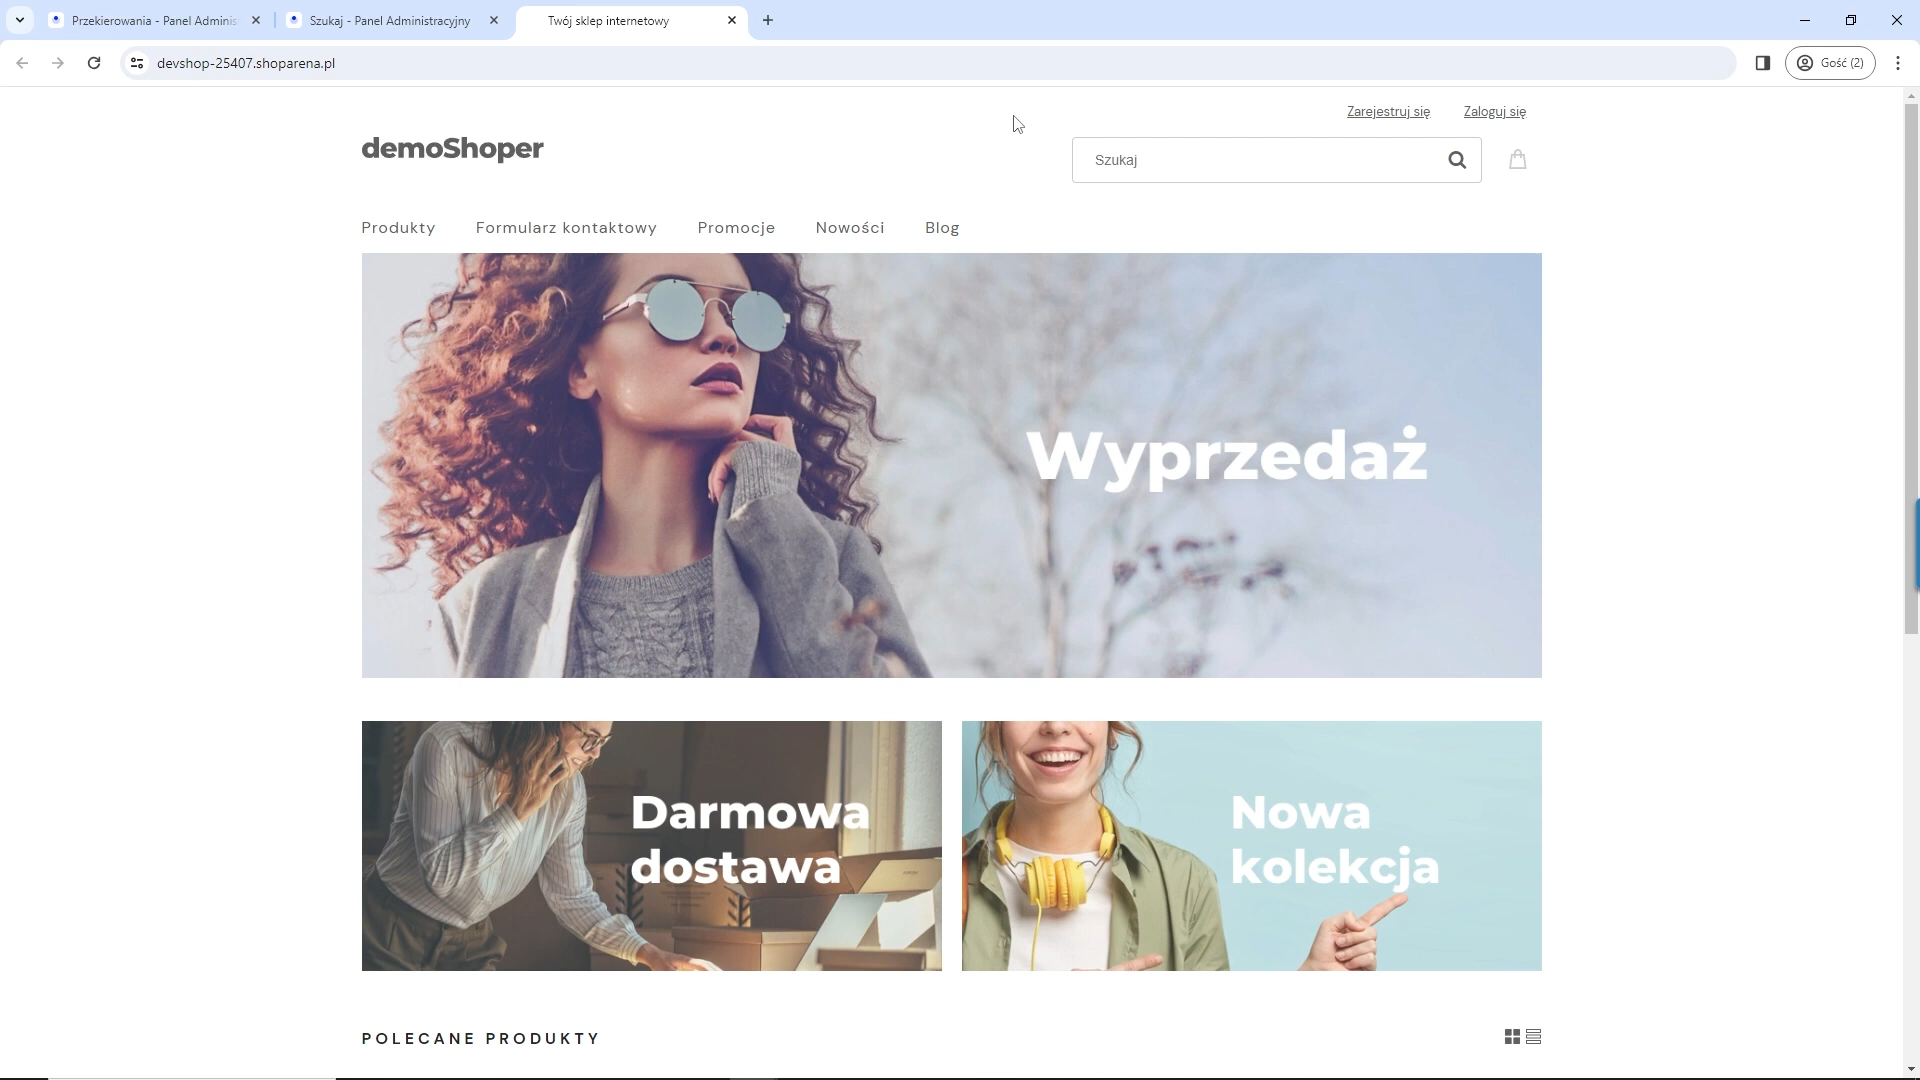 Przekierowania - Panel Adminis
Szukaj - Panel Administracyjny
Twój sklep internetowy
devshop-25407.shoparena.pl
Gość (2)
Zarejestruj się
Zaloguj się
demoShoper
Szukaj
Produkty
Formularz kontaktowy
Promocje
Nowości
Blog
Wyprzedaż
Darmowa
dostawa
Nowa
kolekcja
POLECANE PRODUKTY